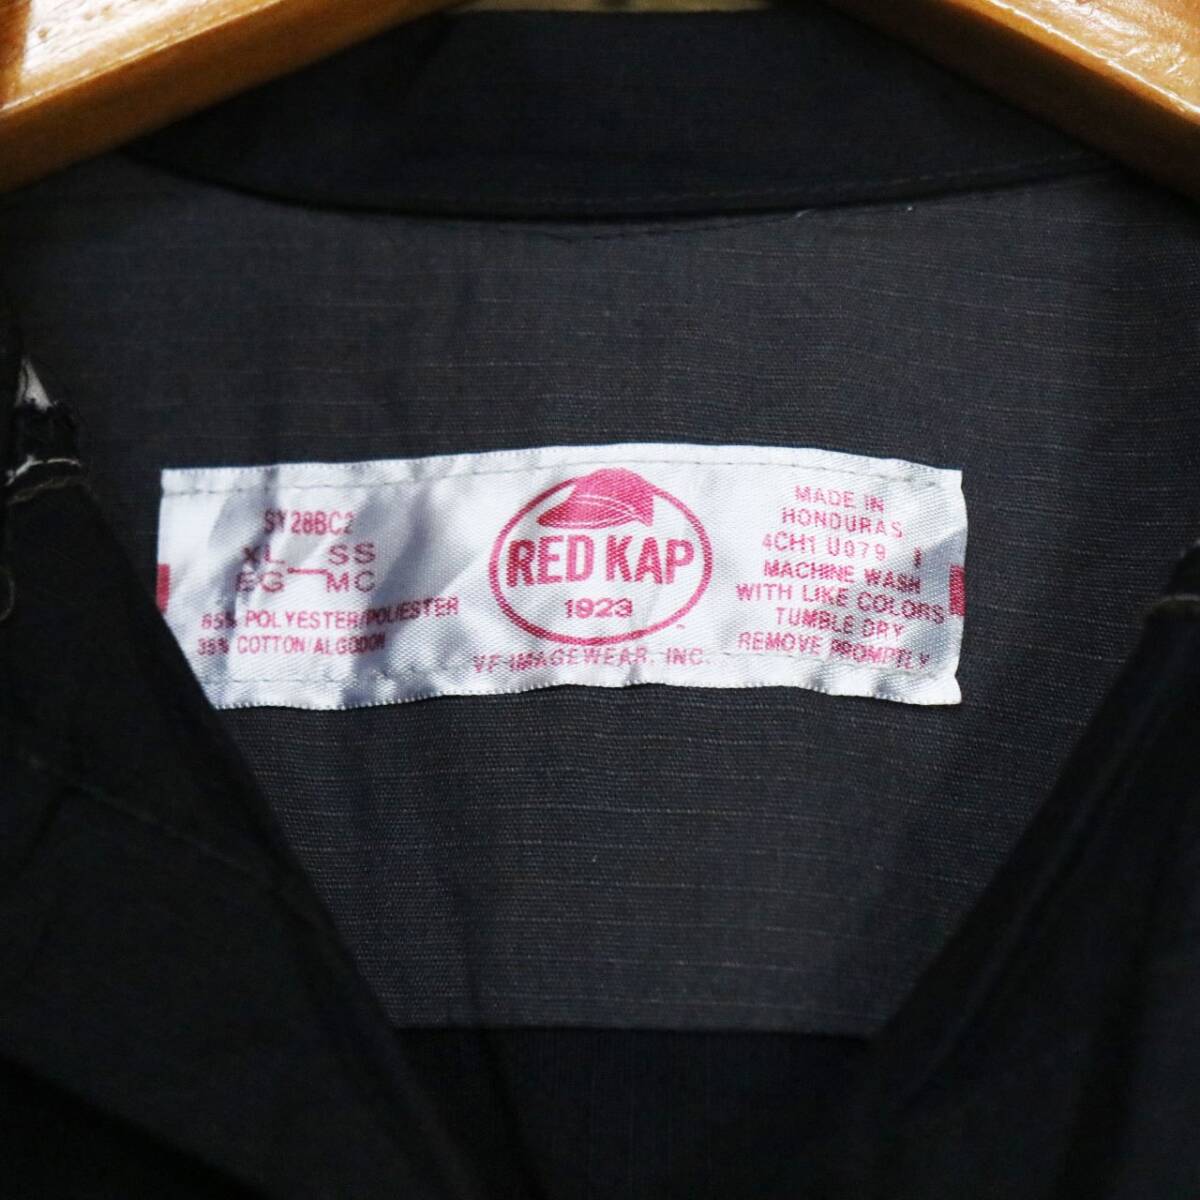 SY28BC2
XL SS
EG MC
65% POLYESTER/POLIESTER
35% COTTON/ALGODON
RED KAP
1923
VF IMAGEWEAR, INC.
MADE IN
HONDURAS
4CH1 U079 1
MACHINE WASH
WITH LIKE COLORS
TUMBLE DRY
REMOVE PROMPTLY